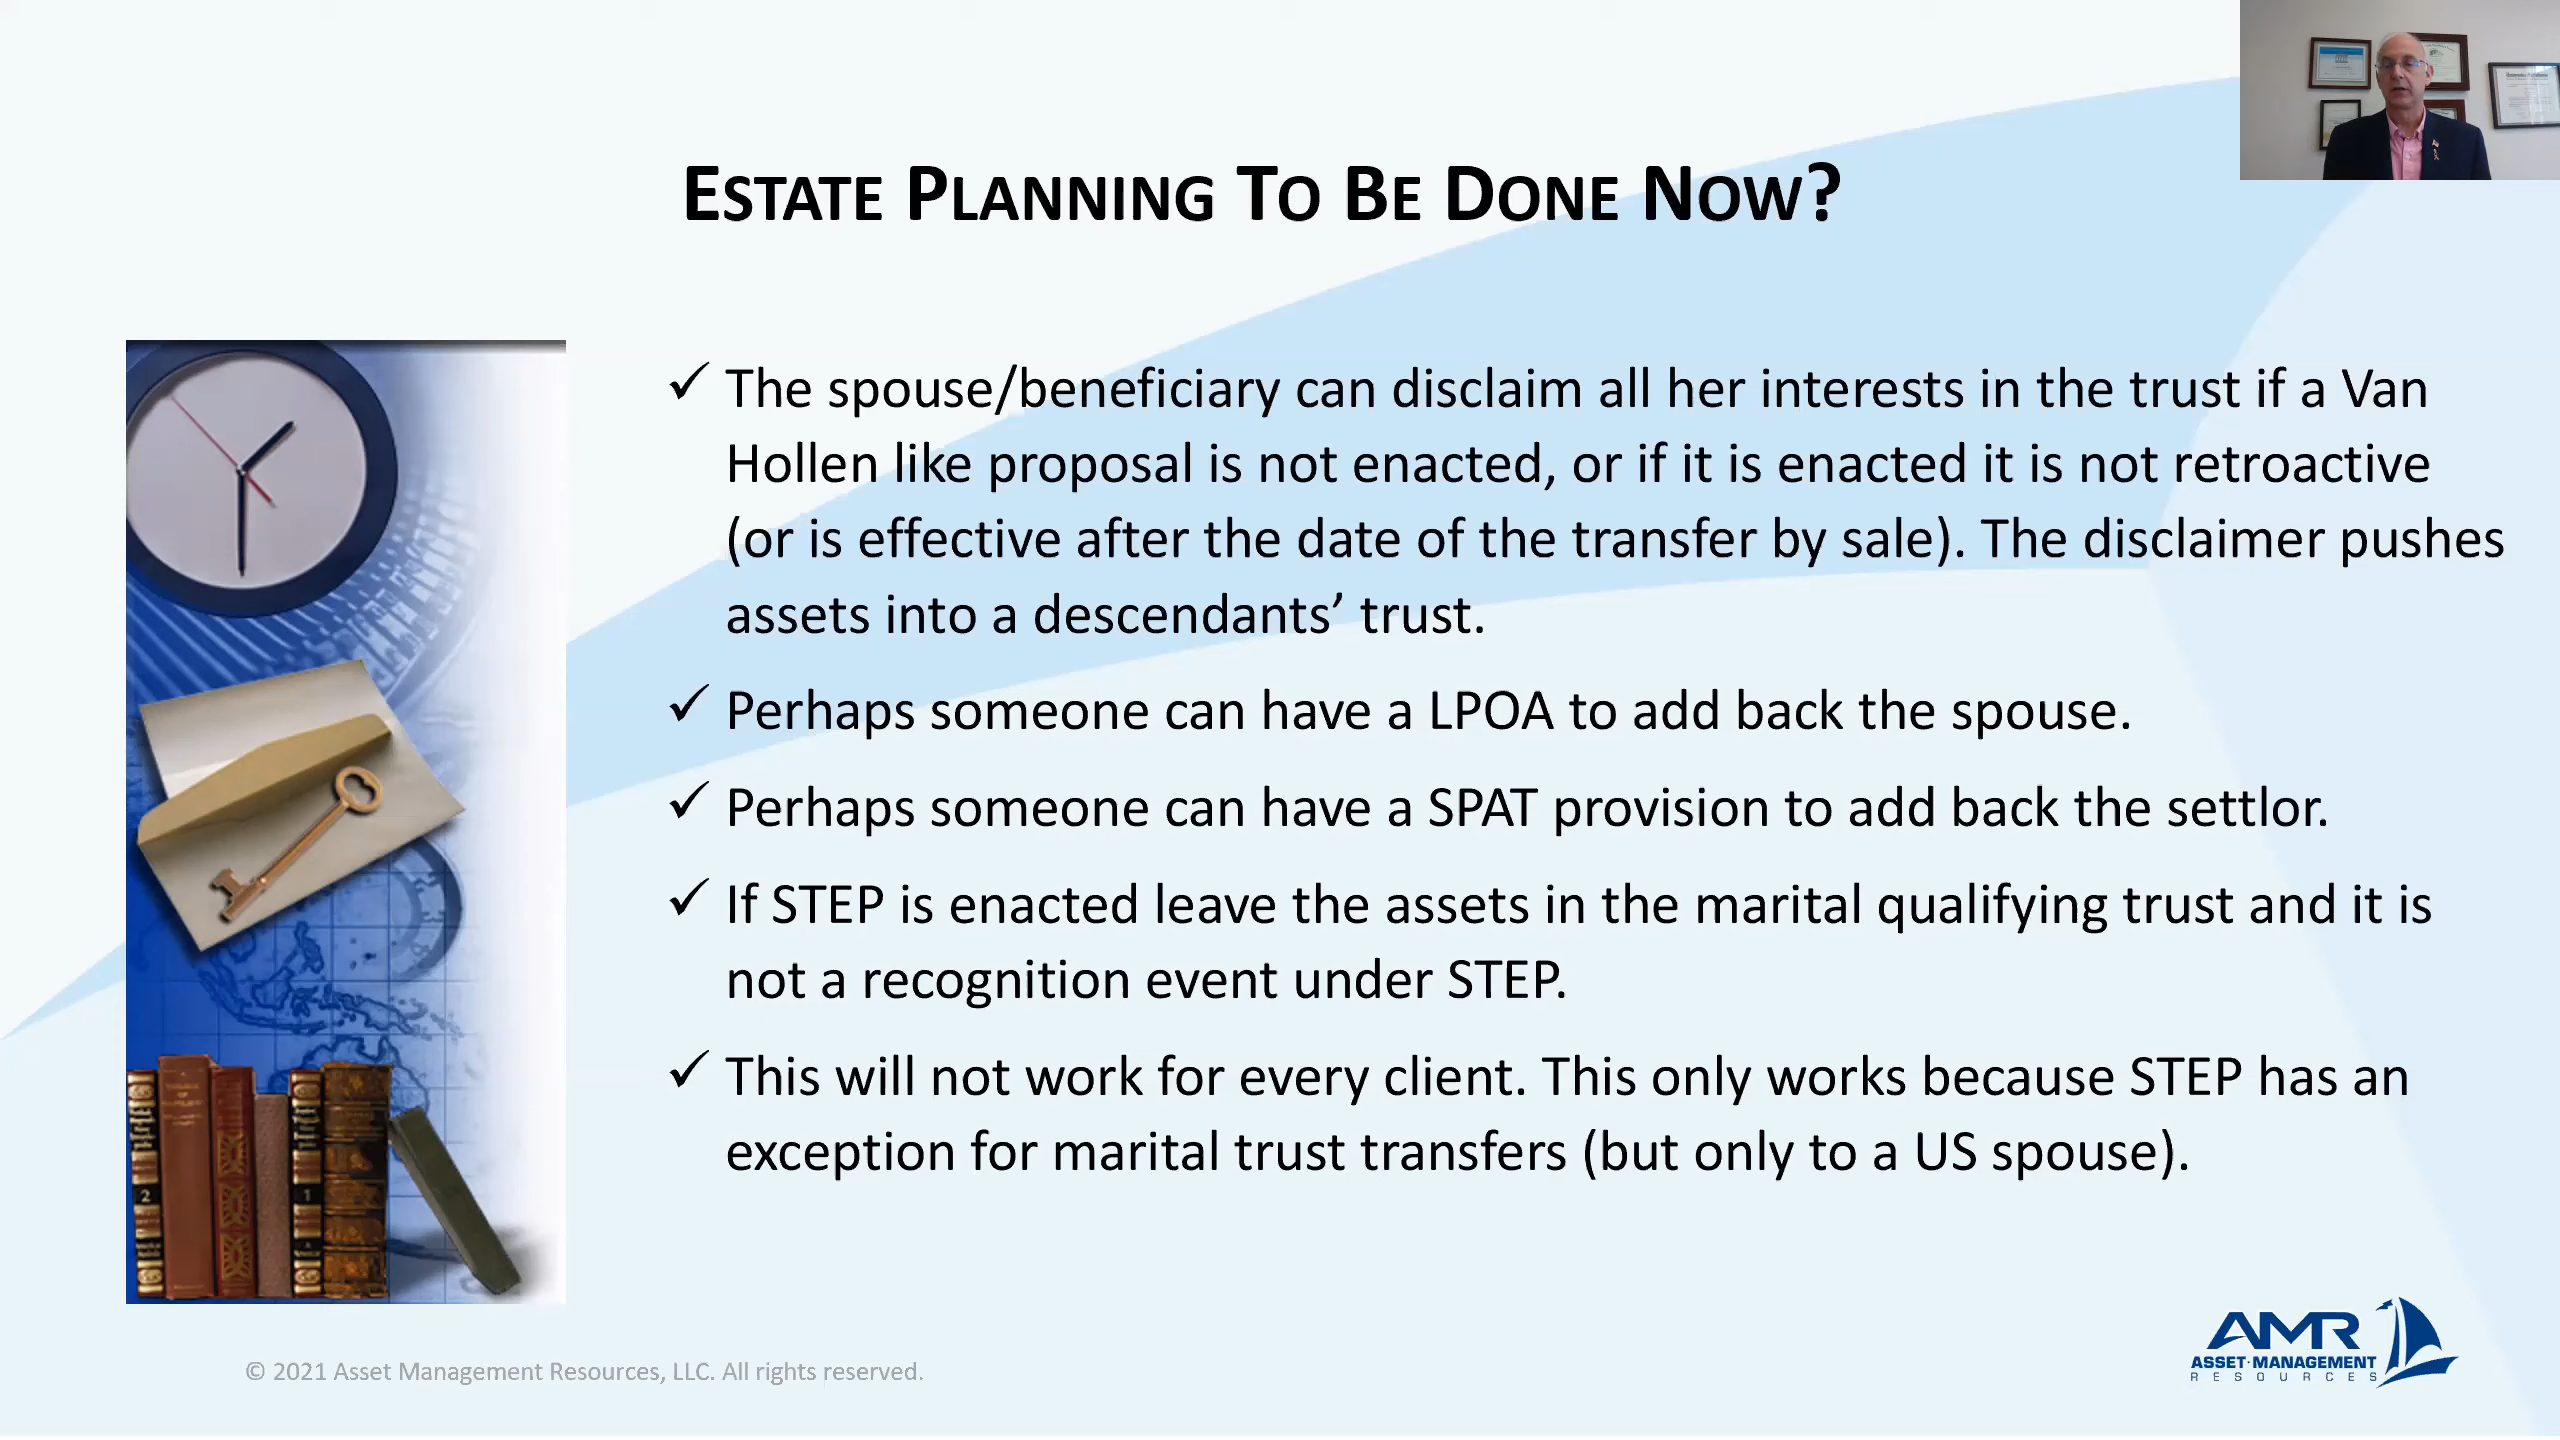 ESTATE PLANNING TO BE DONE NOW?
✓ The spouse/beneficiary can disclaim all her interests in the trust if a Van
Hollen like proposal is not enacted, or if it is enacted it is not retroactive
(or is effective after the date of the transfer by sale). The disclaimer pushes
assets into a descendants’ trust.
✓ Perhaps someone can have a LPOA to add back the spouse.
✓ Perhaps someone can have a SPAT provision to add back the settlor.
✓ If STEP is enacted leave the assets in the marital qualifying trust and it is
not a recognition event under STEP.
✓ This will not work for every client. This only works because STEP has an
exception for marital trust transfers (but only to a US spouse).
2
1
© 2021 Asset Management Resources, LLC. All rights reserved.
AMR
ASSET·MANAGEMENT
RESOURCES